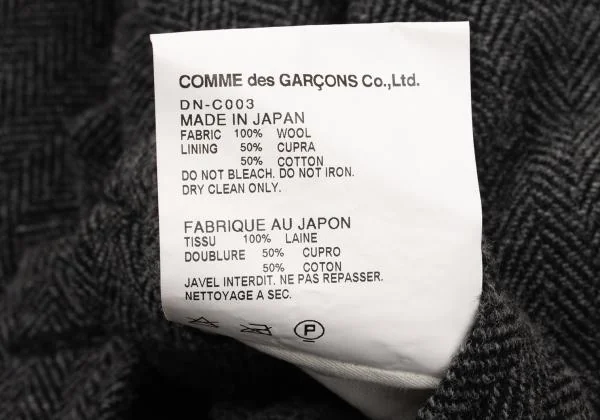 COMME des GARÇONS Co.,Ltd.
DN-C003
MADE IN JAPAN
FABRIC 100% WOOL
LINING 50% CUPRA
50% COTTON
DO NOT BLEACH. DO NOT IRON.
DRY CLEAN ONLY.
FABRIQUE AU JAPON
TISSU 100% LAINE
DOUBLURE 50% CUPRO
50% COTON
JAVEL INTERDIT. NE PAS REPASSER.
NETTOYAGE A SEC.
P